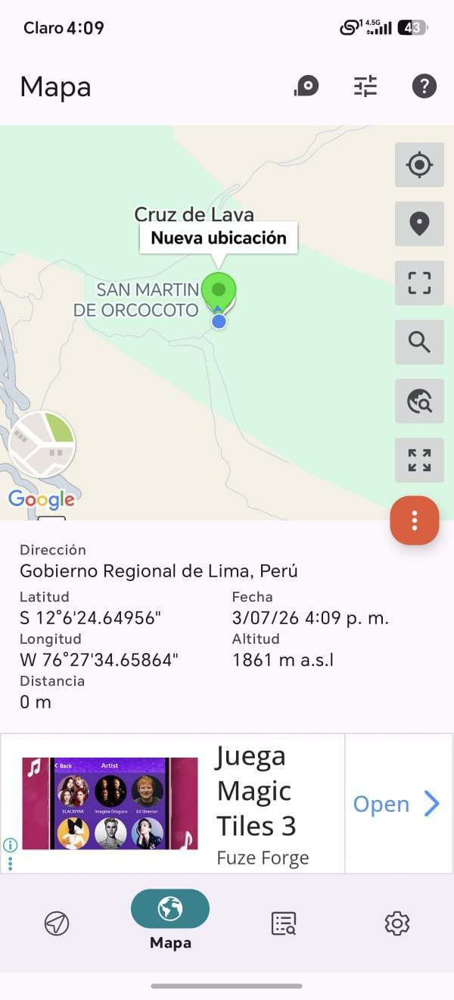 Claro 4:09
1 4.5G 43
Mapa
?
Cruz de Lava
Nueva ubicación
SAN MARTIN
DE ORCOCOTO
Google
Dirección
Gobierno Regional de Lima, Perú
Latitud
S 12°6'24.64956"
Fecha
3/07/26 4:09 p. m.
Longitud
W 76°27'34.65864"
Altitud
1861 m a.s.l
Distancia
0 m
Back
Artist
BLACKPINK
Imagine Dragons
Ed Sheeran
Juega
Magic
Tiles 3
Fuze Forge
Open
Mapa